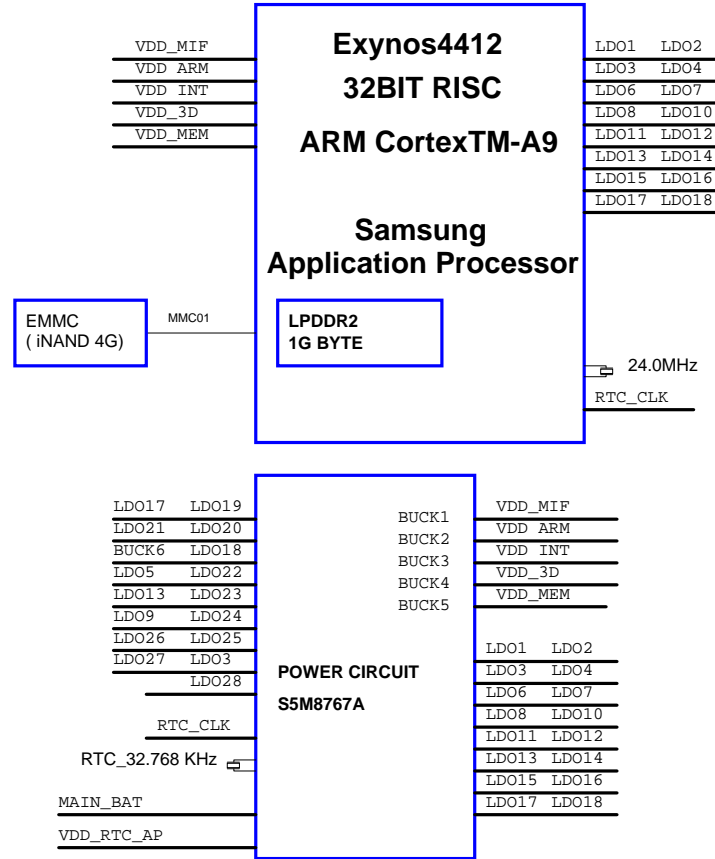 Exynos4412
32BIT RISC
ARM CortexTM-A9
Samsung
Application Processor
VDD_MIF
VDD ARM
VDD INT
VDD_3D
VDD_MEM
LDO1 LDO2
LDO3 LDO4
LDO6 LDO7
LDO8 LDO10
LDO11 LDO12
LDO13 LDO14
LDO15 LDO16
LDO17 LDO18
EMMC
( iNAND 4G)
MMC01
LPDDR2
1G BYTE
24.0MHz
RTC_CLK
LDO17 LDO19
LDO21 LDO20
BUCK6 LDO18
LDO5 LDO22
LDO13 LDO23
LDO9 LDO24
LDO26 LDO25
LDO27 LDO3
LDO28
RTC_CLK
RTC_32.768 KHz
MAIN_BAT
VDD_RTC_AP
POWER CIRCUIT
S5M8767A
BUCK1 VDD_MIF
BUCK2 VDD ARM
BUCK3 VDD INT
BUCK4 VDD_3D
BUCK5 VDD_MEM
LDO1 LDO2
LDO3 LDO4
LDO6 LDO7
LDO8 LDO10
LDO11 LDO12
LDO13 LDO14
LDO15 LDO16
LDO17 LDO18